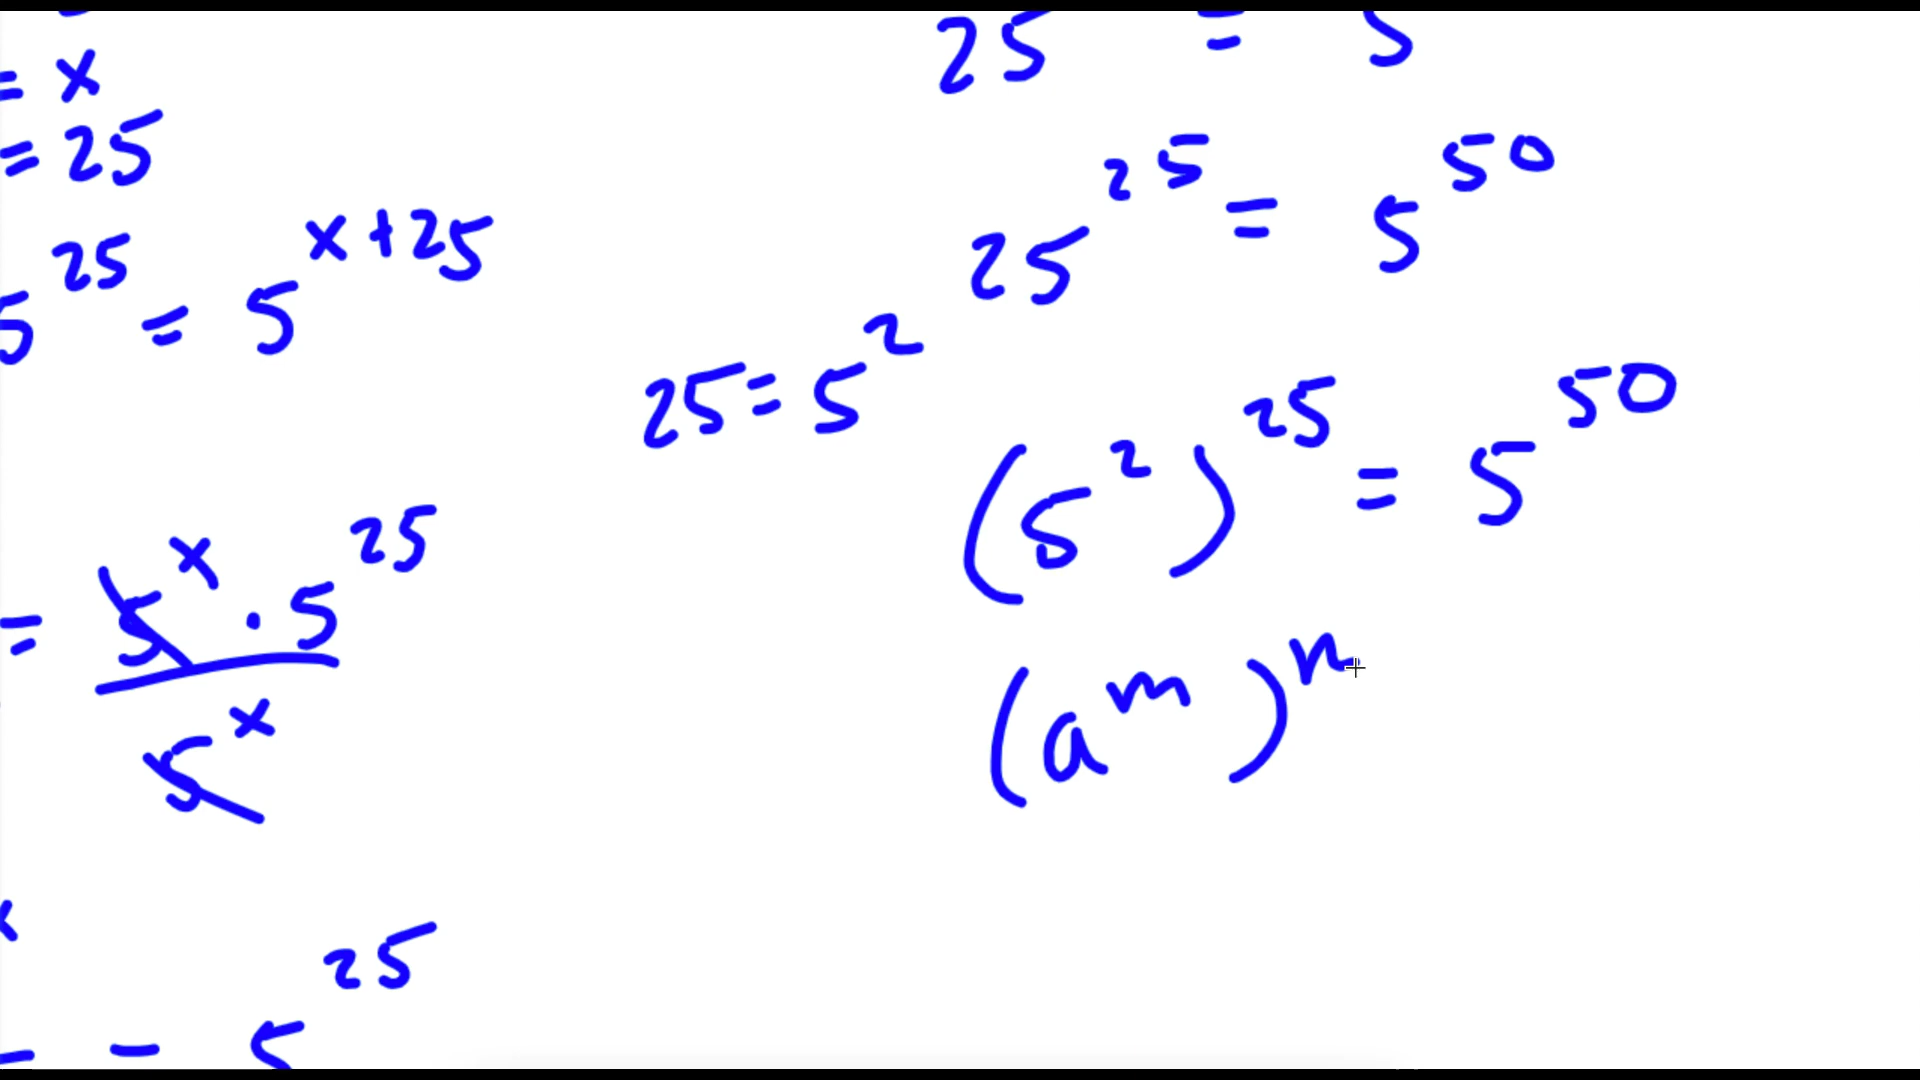 = x
= 25
5^25 = 5^(x+25)
= (5^x · 5^25) / 5^x
25
- 5
25 = 5
25^25 = 5^50
25 = 5^2
(5^2)^25 = 5^50
(a^m)^n